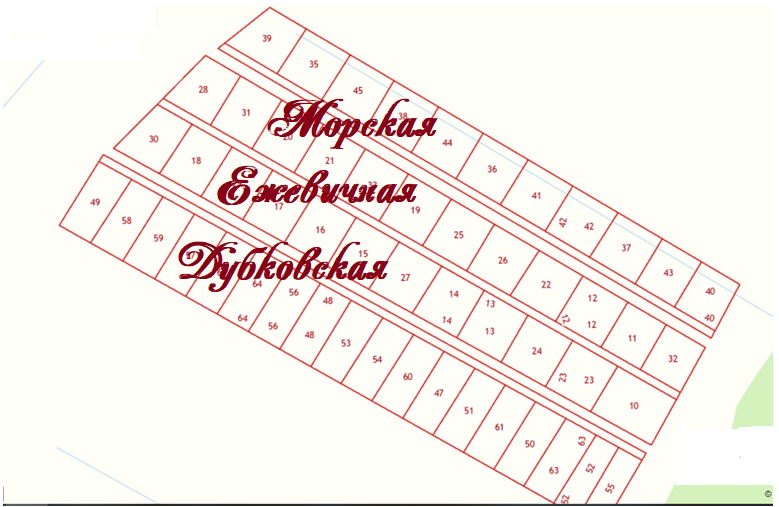 39 35 45 38 44 36 41 42 42 37 43 40 40
Морская
28 31 20 21 19 25 26 22 12 12 12 11 32
Ежевичная
30 18 17 16 15 27 14 14 13 13 24 23 23 10
Дубковская
49 58 59 64 64 56 56 48 48 53 54 60 47 51 61 50 63 63 52 52 55
©